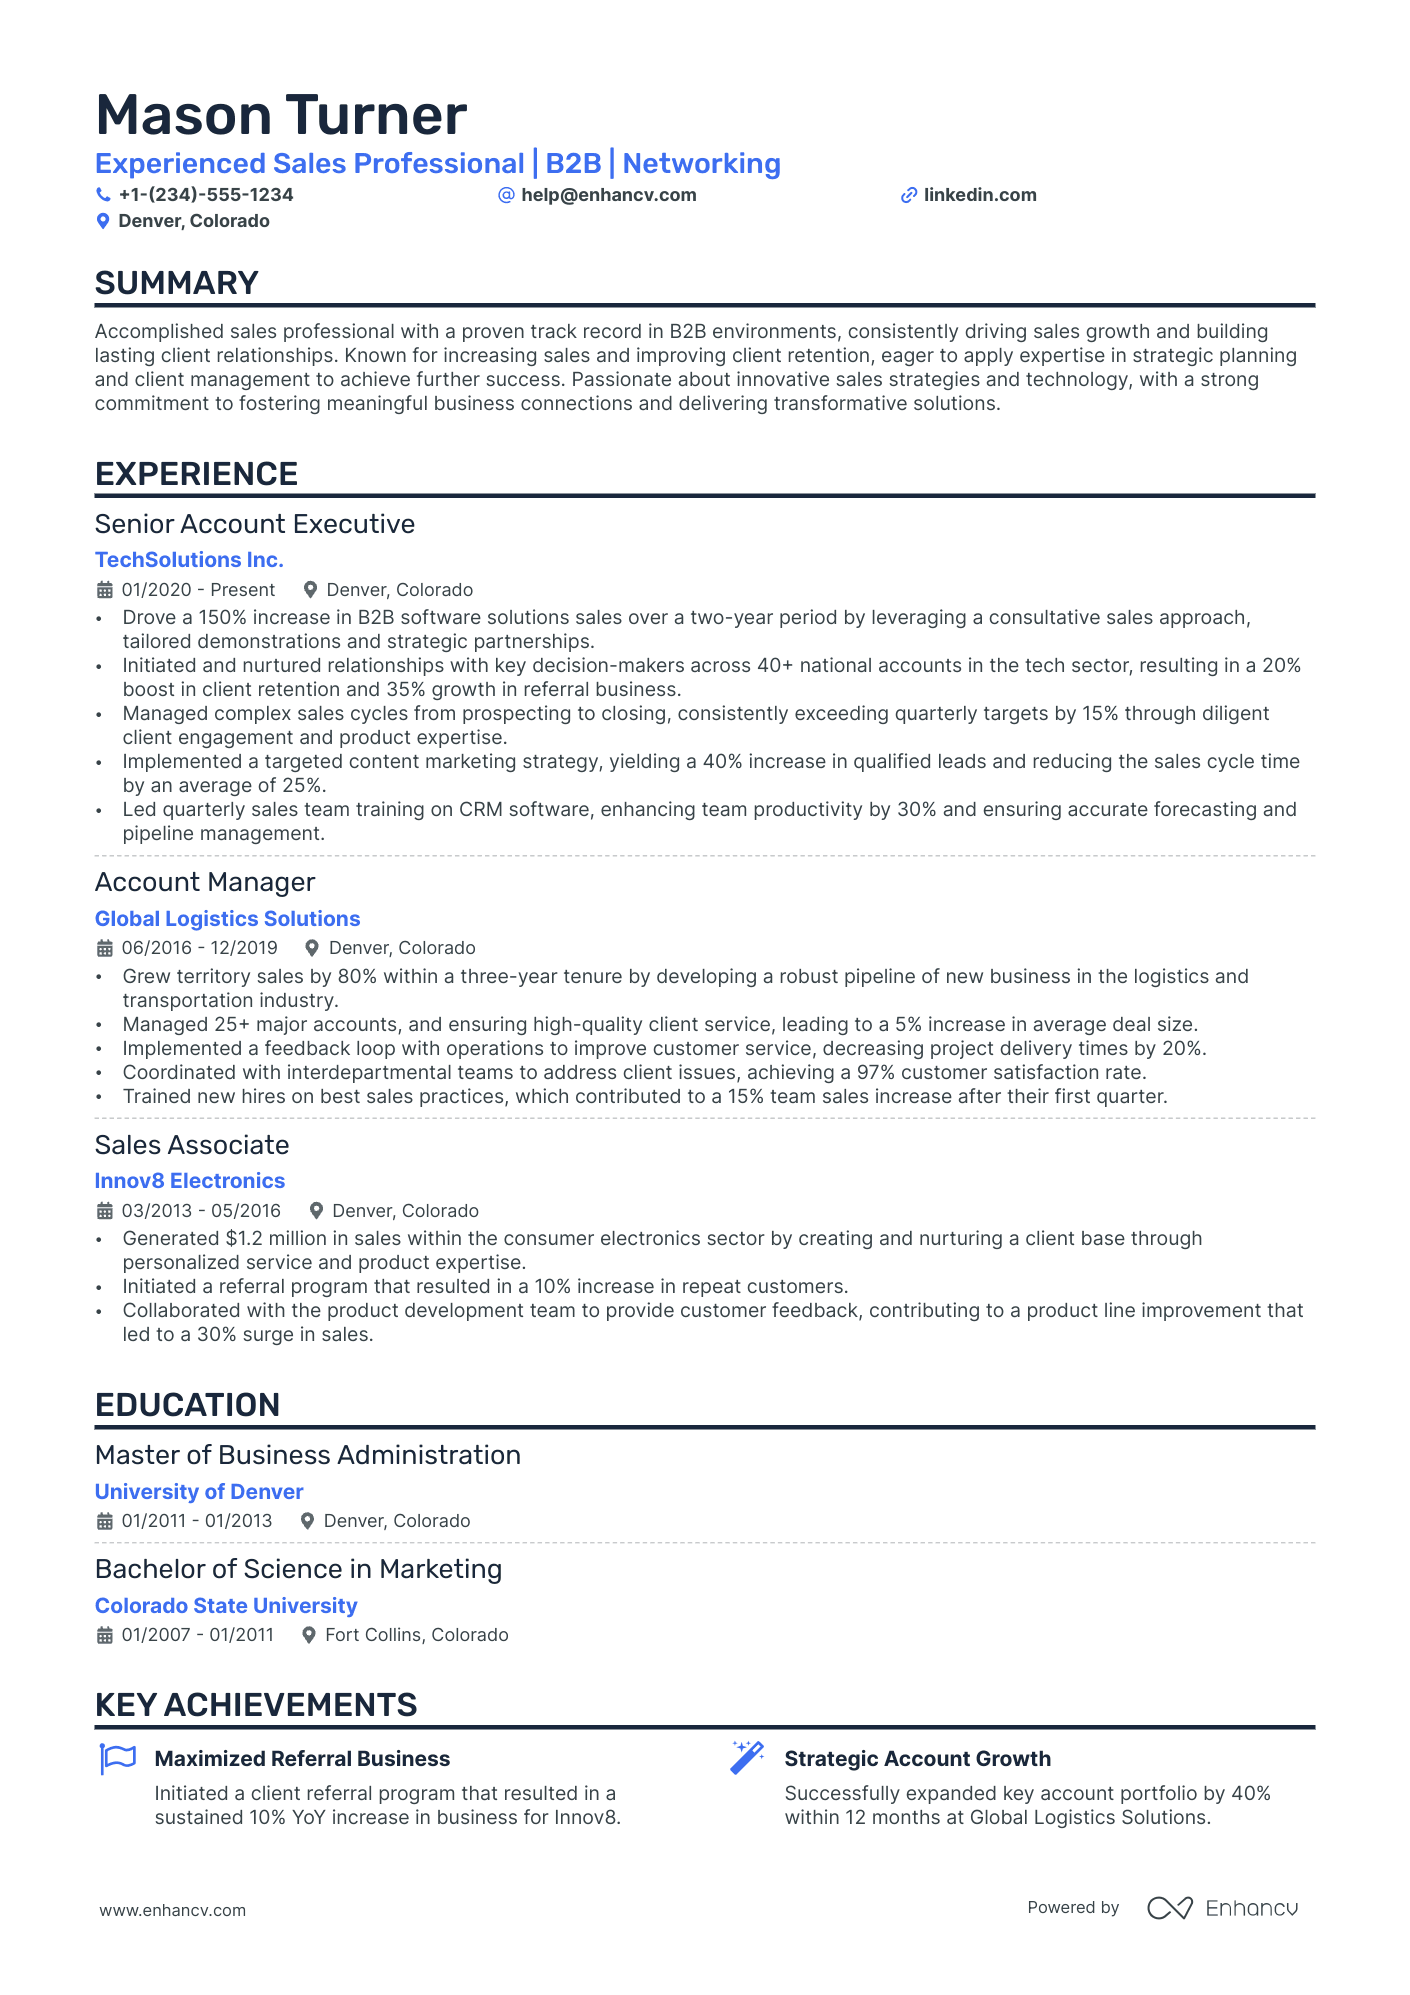 Mason Turner
Experienced Sales Professional | B2B | Networking
+1-(234)-555-1234 help@enhancv.com linkedin.com
Denver, Colorado
SUMMARY
Accomplished sales professional with a proven track record in B2B environments, consistently driving sales growth and building
lasting client relationships. Known for increasing sales and improving client retention, eager to apply expertise in strategic planning
and client management to achieve further success. Passionate about innovative sales strategies and technology, with a strong
commitment to fostering meaningful business connections and delivering transformative solutions.
EXPERIENCE
Senior Account Executive
TechSolutions Inc.
01/2020 - Present Denver, Colorado
• Drove a 150% increase in B2B software solutions sales over a two-year period by leveraging a consultative sales approach,
tailored demonstrations and strategic partnerships.
• Initiated and nurtured relationships with key decision-makers across 40+ national accounts in the tech sector, resulting in a 20%
boost in client retention and 35% growth in referral business.
• Managed complex sales cycles from prospecting to closing, consistently exceeding quarterly targets by 15% through diligent
client engagement and product expertise.
• Implemented a targeted content marketing strategy, yielding a 40% increase in qualified leads and reducing the sales cycle time
by an average of 25%.
• Led quarterly sales team training on CRM software, enhancing team productivity by 30% and ensuring accurate forecasting and
pipeline management.
Account Manager
Global Logistics Solutions
06/2016 - 12/2019 Denver, Colorado
• Grew territory sales by 80% within a three-year tenure by developing a robust pipeline of new business in the logistics and
transportation industry.
• Managed 25+ major accounts, and ensuring high-quality client service, leading to a 5% increase in average deal size.
• Implemented a feedback loop with operations to improve customer service, decreasing project delivery times by 20%.
• Coordinated with interdepartmental teams to address client issues, achieving a 97% customer satisfaction rate.
• Trained new hires on best sales practices, which contributed to a 15% team sales increase after their first quarter.
Sales Associate
Innov8 Electronics
03/2013 - 05/2016 Denver, Colorado
• Generated $1.2 million in sales within the consumer electronics sector by creating and nurturing a client base through
personalized service and product expertise.
• Initiated a referral program that resulted in a 10% increase in repeat customers.
• Collaborated with the product development team to provide customer feedback, contributing to a product line improvement that
led to a 30% surge in sales.
EDUCATION
Master of Business Administration
University of Denver
01/2011 - 01/2013 Denver, Colorado
Bachelor of Science in Marketing
Colorado State University
01/2007 - 01/2011 Fort Collins, Colorado
KEY ACHIEVEMENTS
Maximized Referral Business
Initiated a client referral program that resulted in a
sustained 10% YoY increase in business for Innov8.
Strategic Account Growth
Successfully expanded key account portfolio by 40%
within 12 months at Global Logistics Solutions.
www.enhancv.com Powered by Enhancv